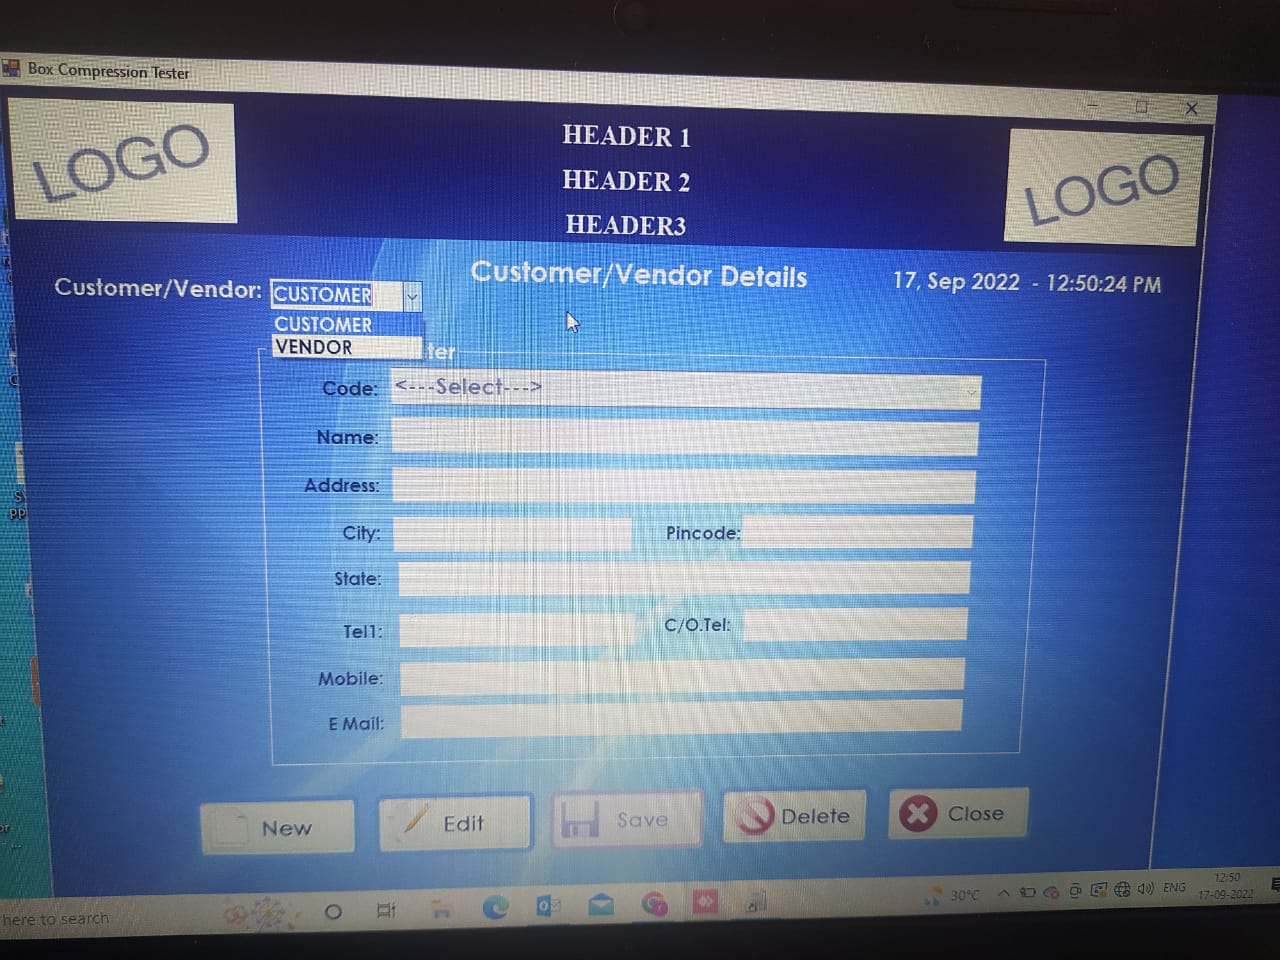 Box Compression Tester
LOGO
HEADER 1
HEADER 2
HEADER3
LOGO
Customer/Vendor: CUSTOMER
Customer/Vendor Details
17, Sep 2022 - 12:50:24 PM
CUSTOMER
VENDOR
Code: <---Select--->
Name:
Address:
City:
Pincode:
State:
Tel1:
C/O.Tel:
Mobile:
E Mail:
New
Edit
Save
Delete
Close
here to search
30°C
ENG
12:50
17-09-2022